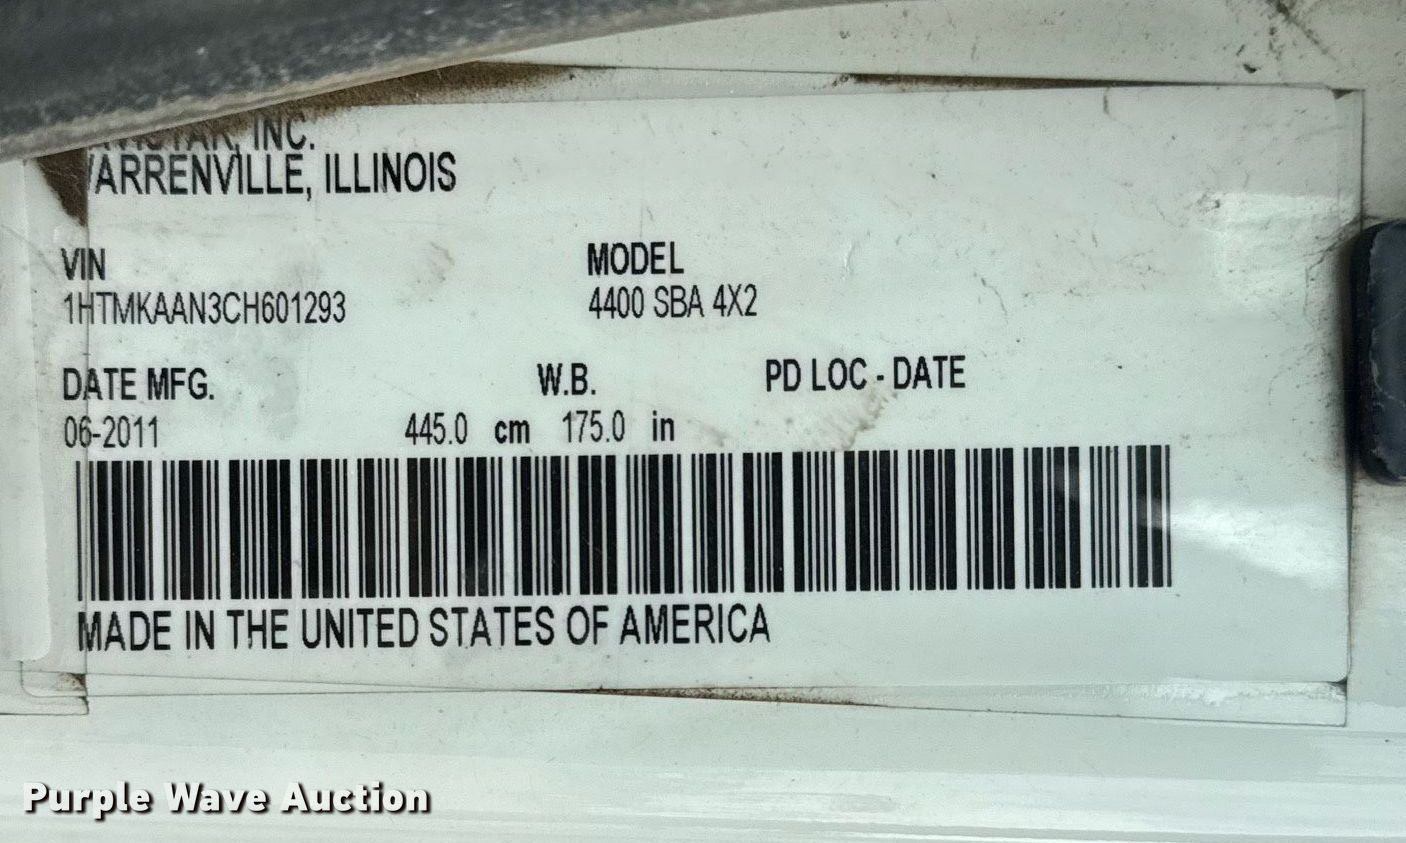 INC.
WARRENVILLE, ILLINOIS
VIN MODEL
1HTMKAAN3CH601293 4400 SBA 4X2
DATE MFG. W.B. PD LOC - DATE
06-2011 445.0 cm 175.0 in
MADE IN THE UNITED STATES OF AMERICA
Purple Wave Auction